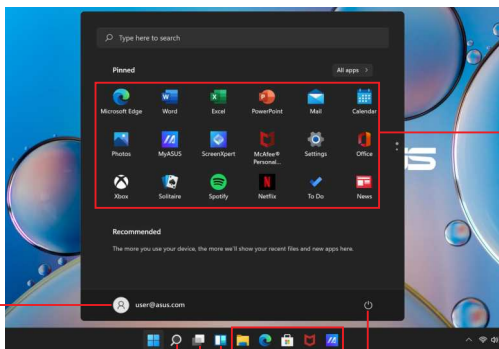 Type here to search
Pinned
All apps >
Microsoft Edge Word Excel PowerPoint Mail Calendar
Photos MyASUS ScreenXpert McAfee® Personal... Settings Office
Xbox Solitaire Spotify Netflix To Do News
Recommended
The more you use your device, the more we'll show your recent files and new apps here.
user@asus.com